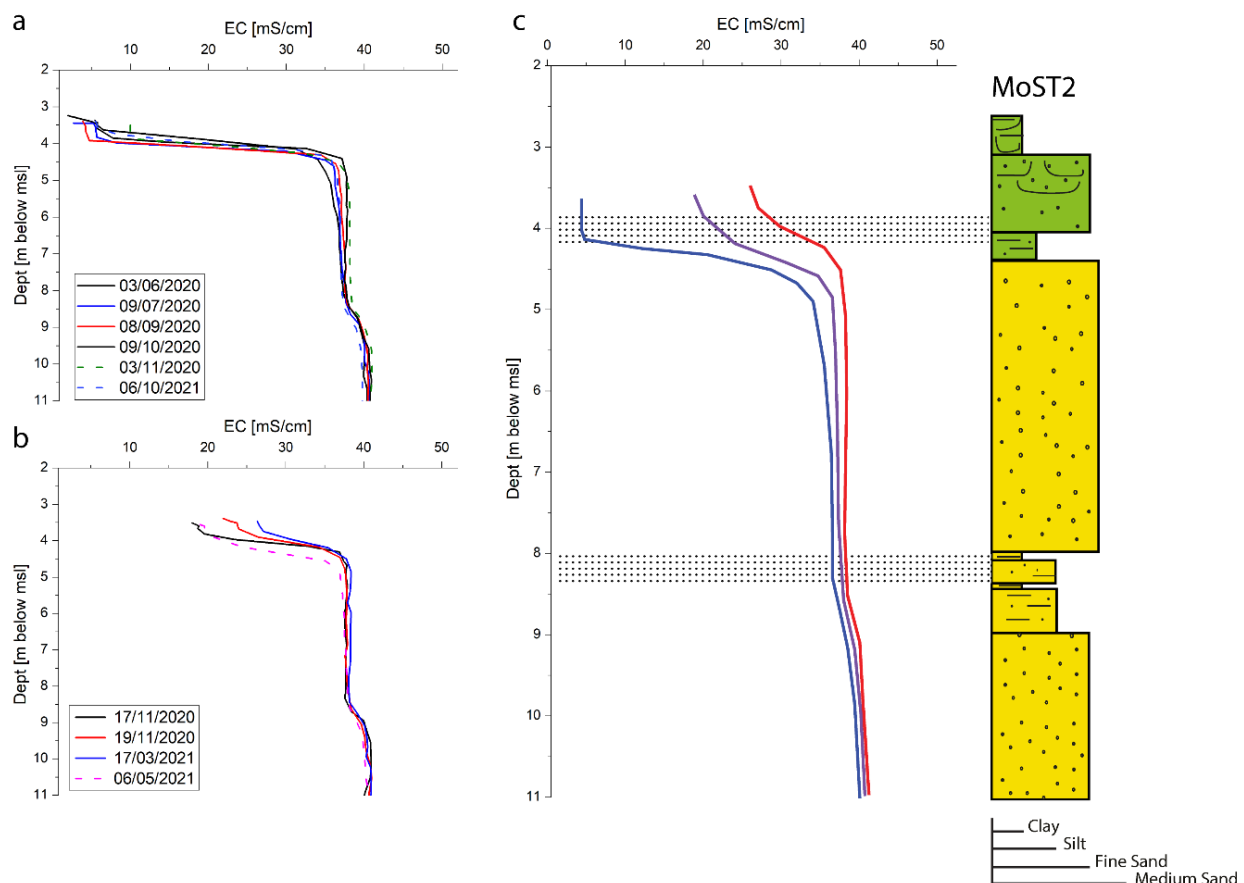 a
EC [mS/cm]
10 20 30 40 50
2
3
4
5
6
7
8
9
10
11
Dept [m below msl]
03/06/2020
09/07/2020
08/09/2020
09/10/2020
03/11/2020
06/10/2021
b
EC [mS/cm]
10 20 30 40 50
2
3
4
5
6
7
8
9
10
11
Dept [m below msl]
17/11/2020
19/11/2020
17/03/2021
06/05/2021
c
EC [mS/cm]
0 10 20 30 40 50
2
3
4
5
6
7
8
9
10
11
Dept [m below msl]
MoST2
Clay
Silt
Fine Sand
Medium Sand